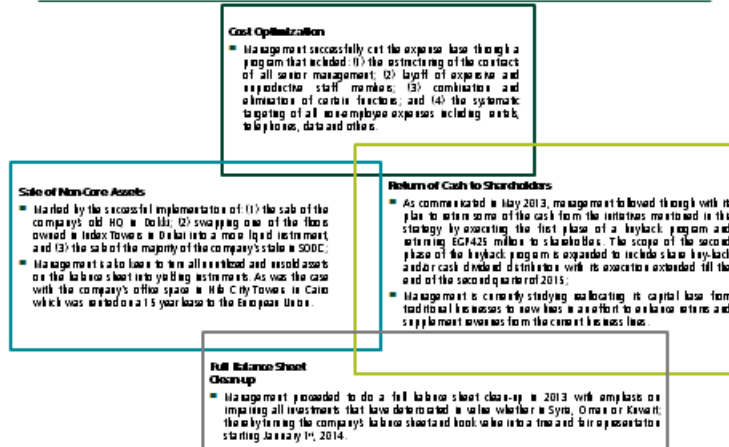 Cost Optimization
Management successfully cut the expense base through a
program that included: (1) the restructuring of the contract
of all senior management; (2) layoff of expensive and
unproductive staff members; (3) combination and
elimination of certain functions; and (4) the systematic
targeting of all non-employee expenses including rentals,
telephones, data and others.
Sale of Non-Core Assets
Marked by the successful implementation of: (1) the sale of the
company's old HQ in Dokki; (2) swapping one of the floors
owned in Index Towers in Dubai into a more liquid instrument,
and (3) the sale of the majority of the company's stake in SODIC;
Management is also keen to turn all unutilized and unsold assets
on the balance sheet into yielding instruments. As was the case
with the company's office space in Nile City Towers in Cairo
which was rented on a 15 year lease to the European Union.
Return of Cash to Shareholders
As communicated in May 2013, management followed through with it
plan to return some of the cash from the initiatives mentioned in this
strategy by executing the first phase of a buyback program and
returning EGP425 million to shareholders. The scope of the second
phase of the buyback program is expanded to include share buy-back
and/or cash dividend distribution with its execution extended till the
end of the second quarter of 2015;
Management is currently studying reallocating its capital base from
traditional businesses to new lines in an effort to enhance returns and
supplement revenues from the current business lines.
Full Balance Sheet
Clean-up
Management proceeded to do a full balance sheet clean-up in 2013 with emphasis on
impairing all investments that have deteriorated in value whether in Syria, Oman or Kuwait;
thereby turning the company's balance sheet and book value into a true and fair representation
starting January 1st, 2014.